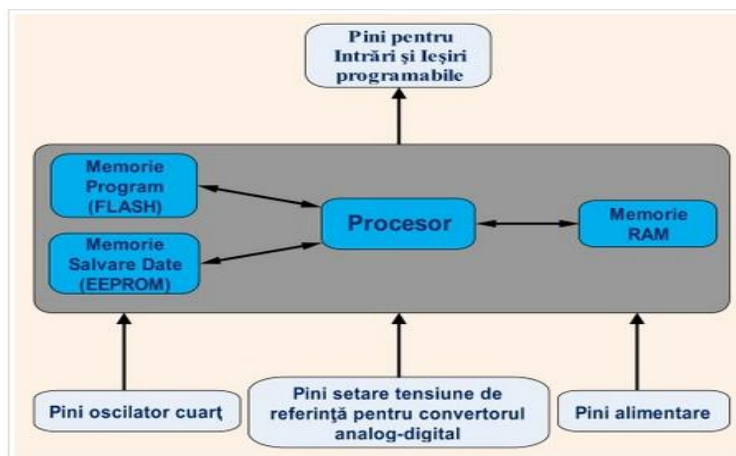 Pini pentru
Intrări şi Ieşiri
programabile
Memorie
Program
(FLASH)
Procesor
Memorie
RAM
Memorie
Salvare Date
(EEPROM)
Pini oscilator cuarţ
Pini setare tensiune de
referinţă pentru convertorul
analog-digital
Pini alimentare